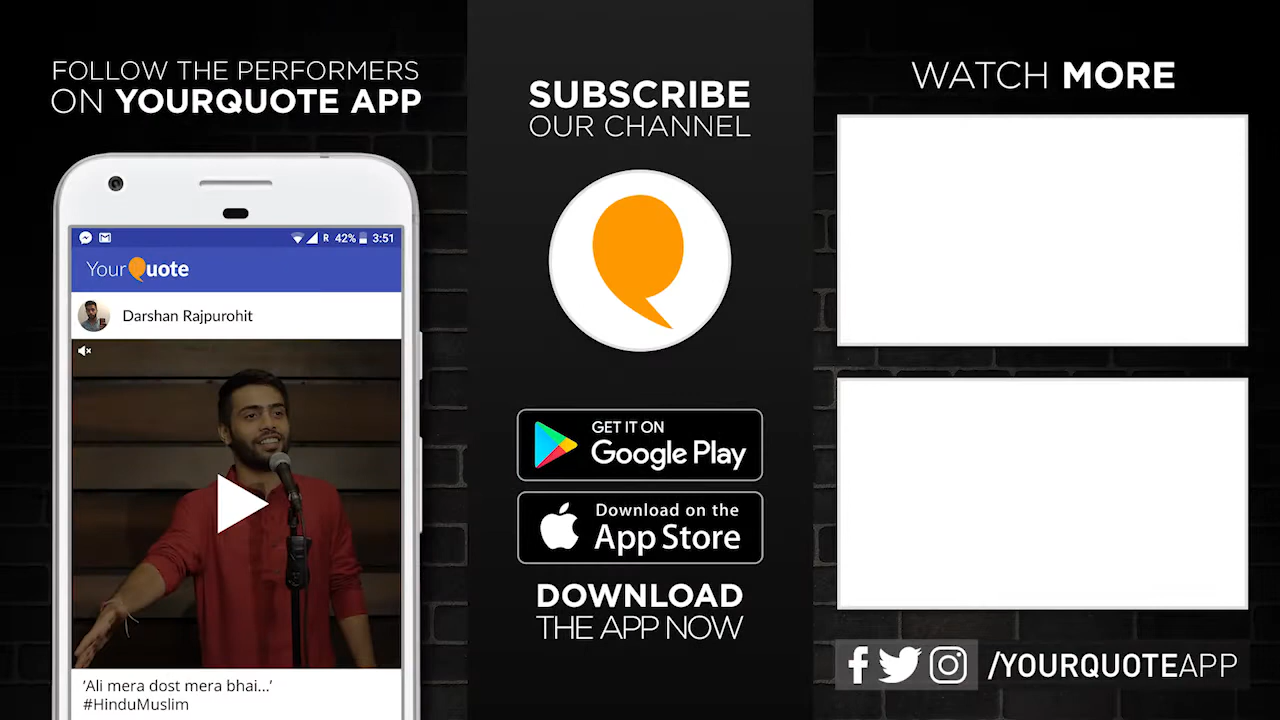 FOLLOW THE PERFORMERS
ON YOURQUOTE APP
R 42% 3:51
YourQuote
Darshan Rajpurohit
‘Ali mera dost mera bhai...’
#HinduMuslim
SUBSCRIBE
OUR CHANNEL
GET IT ON
Google Play
Download on the
App Store
DOWNLOAD
THE APP NOW
WATCH MORE
/YOURQUOTEAPP